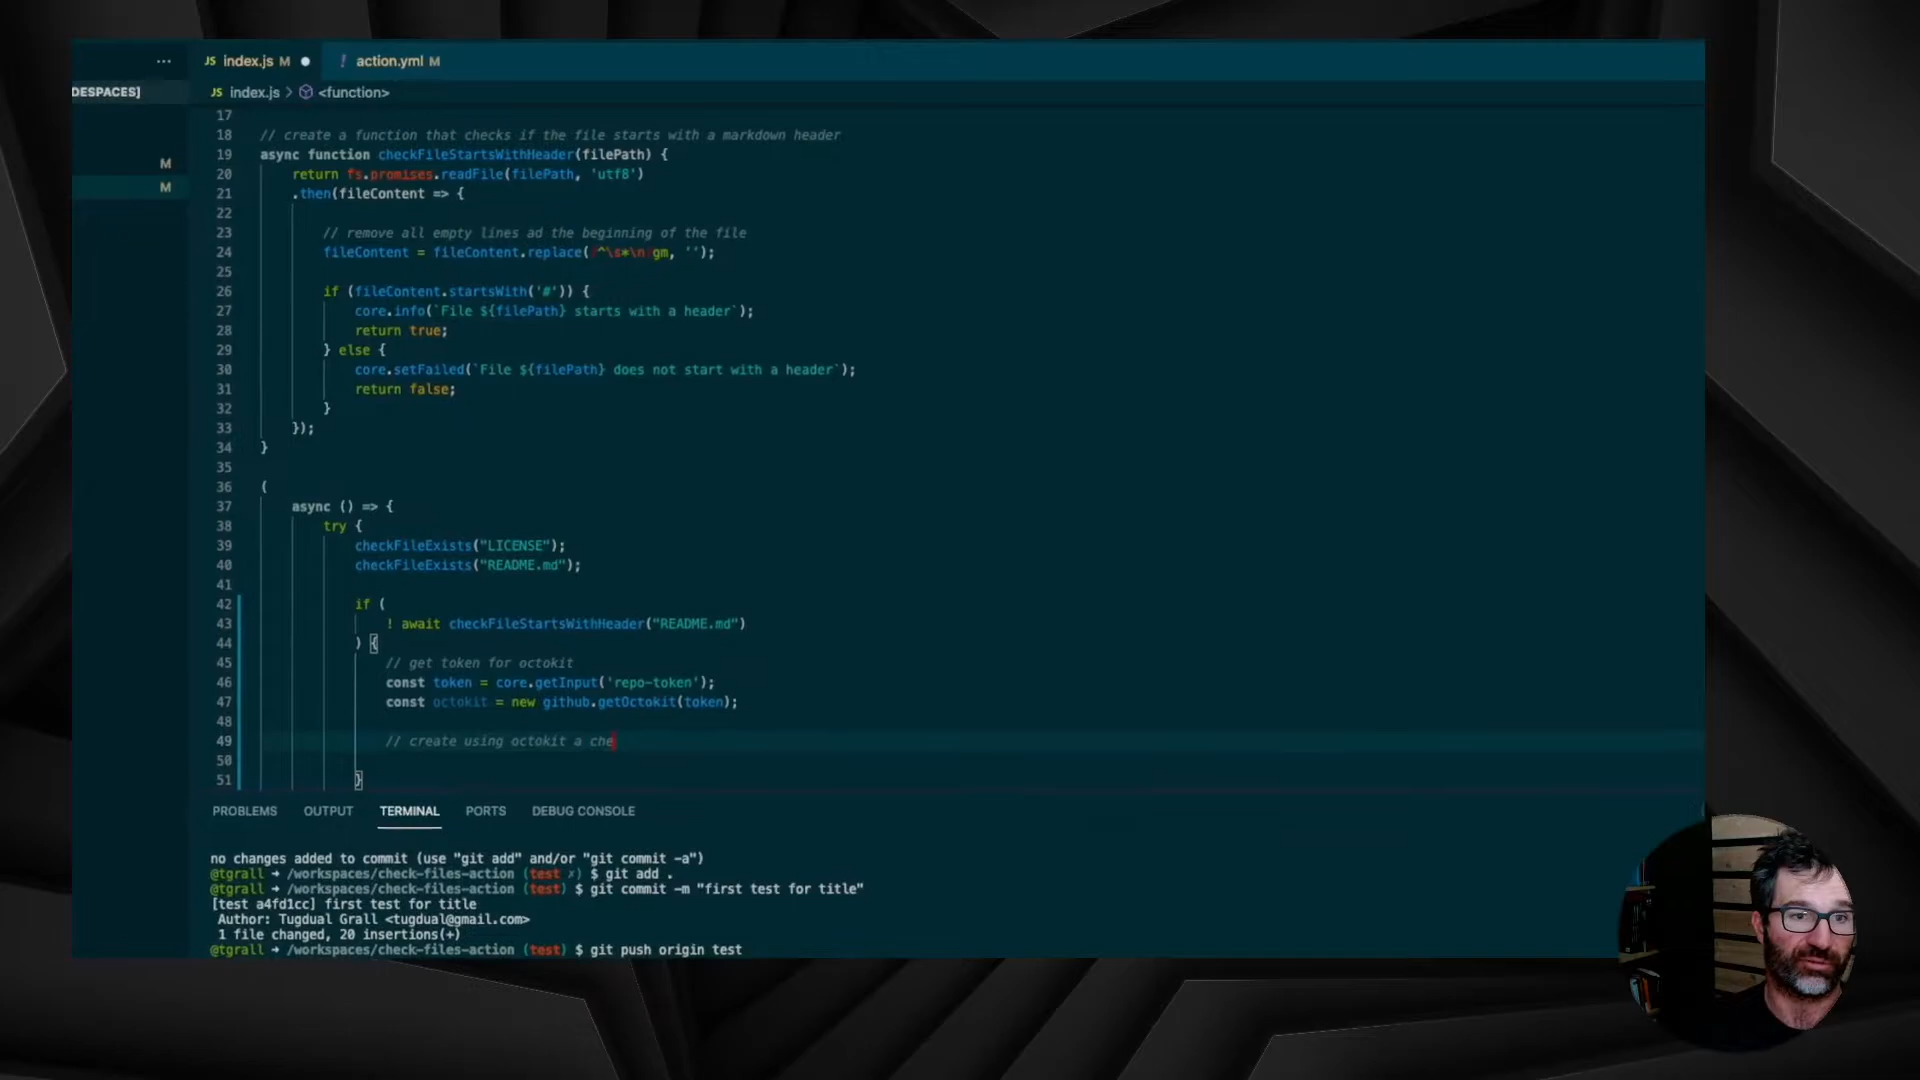 ··· JS index.js M ● ! action.yml M
DESPACES] JS index.js > <function>
17
18 // create a function that checks if the file starts with a markdown header
M 19 async function checkFileStartsWithHeader(filePath) {
20 return fs.promises.readFile(filePath, 'utf8')
M 21 .then(fileContent => {
22
23 // remove all empty lines ad the beginning of the file
24 fileContent = fileContent.replace(/^\s*\n/gm, '');
25
26 if (fileContent.startsWith('#')) {
27 core.info(`File ${filePath} starts with a header`);
28 return true;
29 } else {
30 core.setFailed(`File ${filePath} does not start with a header`);
31 return false;
32 }
33 });
34 }
35
36 (
37 async () => {
38 try {
39 checkFileExists("LICENSE");
40 checkFileExists("README.md");
41
42 if (
43 ! await checkFileStartsWithHeader("README.md")
44 ) {
45 // get token for octokit
46 const token = core.getInput('repo-token');
47 const octokit = new github.getOctokit(token);
48
49 // create using octokit a che
50
51 }
PROBLEMS OUTPUT TERMINAL PORTS DEBUG CONSOLE
no changes added to commit (use "git add" and/or "git commit -a")
@tgrall → /workspaces/check-files-action (test ✗) $ git add .
@tgrall → /workspaces/check-files-action (test) $ git commit -m "first test for title"
[test a4fd1cc] first test for title
Author: Tugdual Grall <tugdual@gmail.com>
1 file changed, 20 insertions(+)
@tgrall → /workspaces/check-files-action (test) $ git push origin test